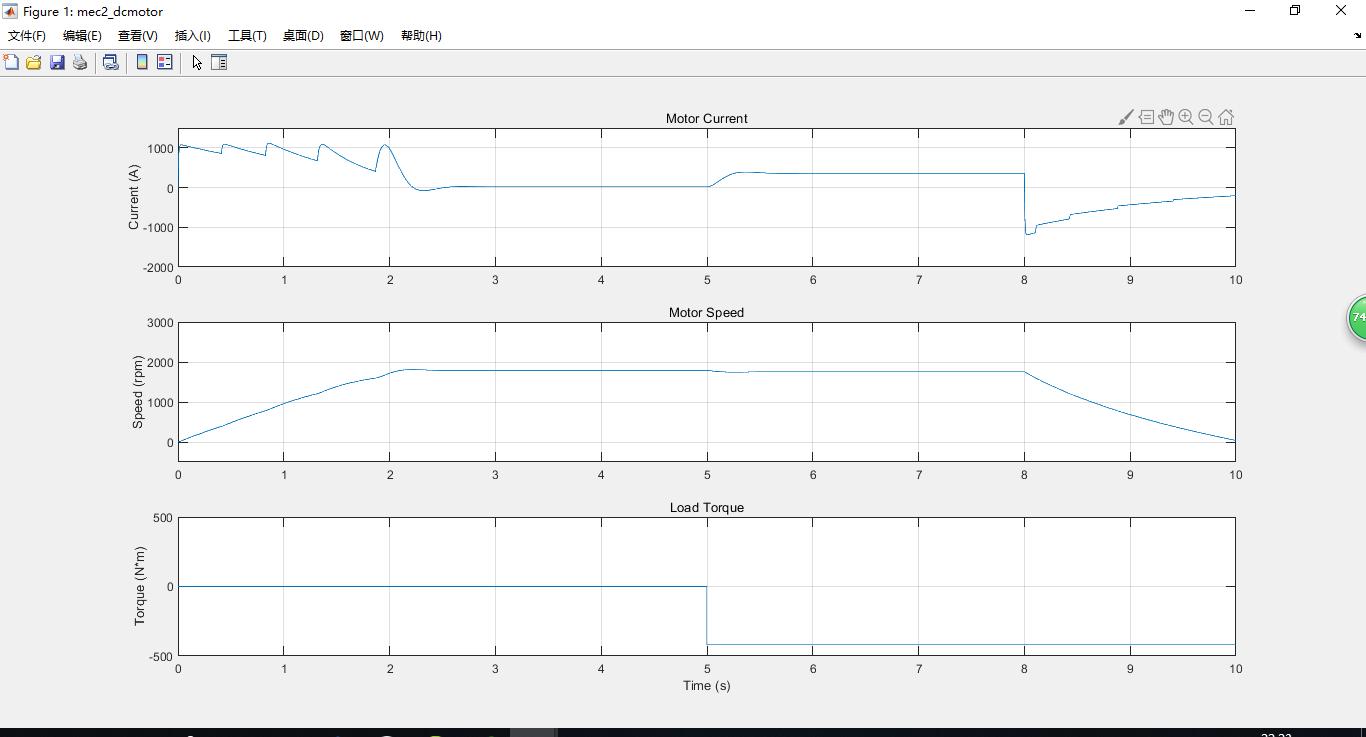 Figure 1: mec2_dcmotor
文件(F) 编辑(E) 查看(V) 插入(I) 工具(T) 桌面(D) 窗口(W) 帮助(H)
Motor Current
Current (A)
1000
0
-1000
-2000
0 1 2 3 4 5 6 7 8 9 10
Motor Speed
Speed (rpm)
3000
2000
1000
0
0 1 2 3 4 5 6 7 8 9 10
74
Load Torque
Torque (N*m)
500
0
-500
0 1 2 3 4 5 6 7 8 9 10
Time (s)